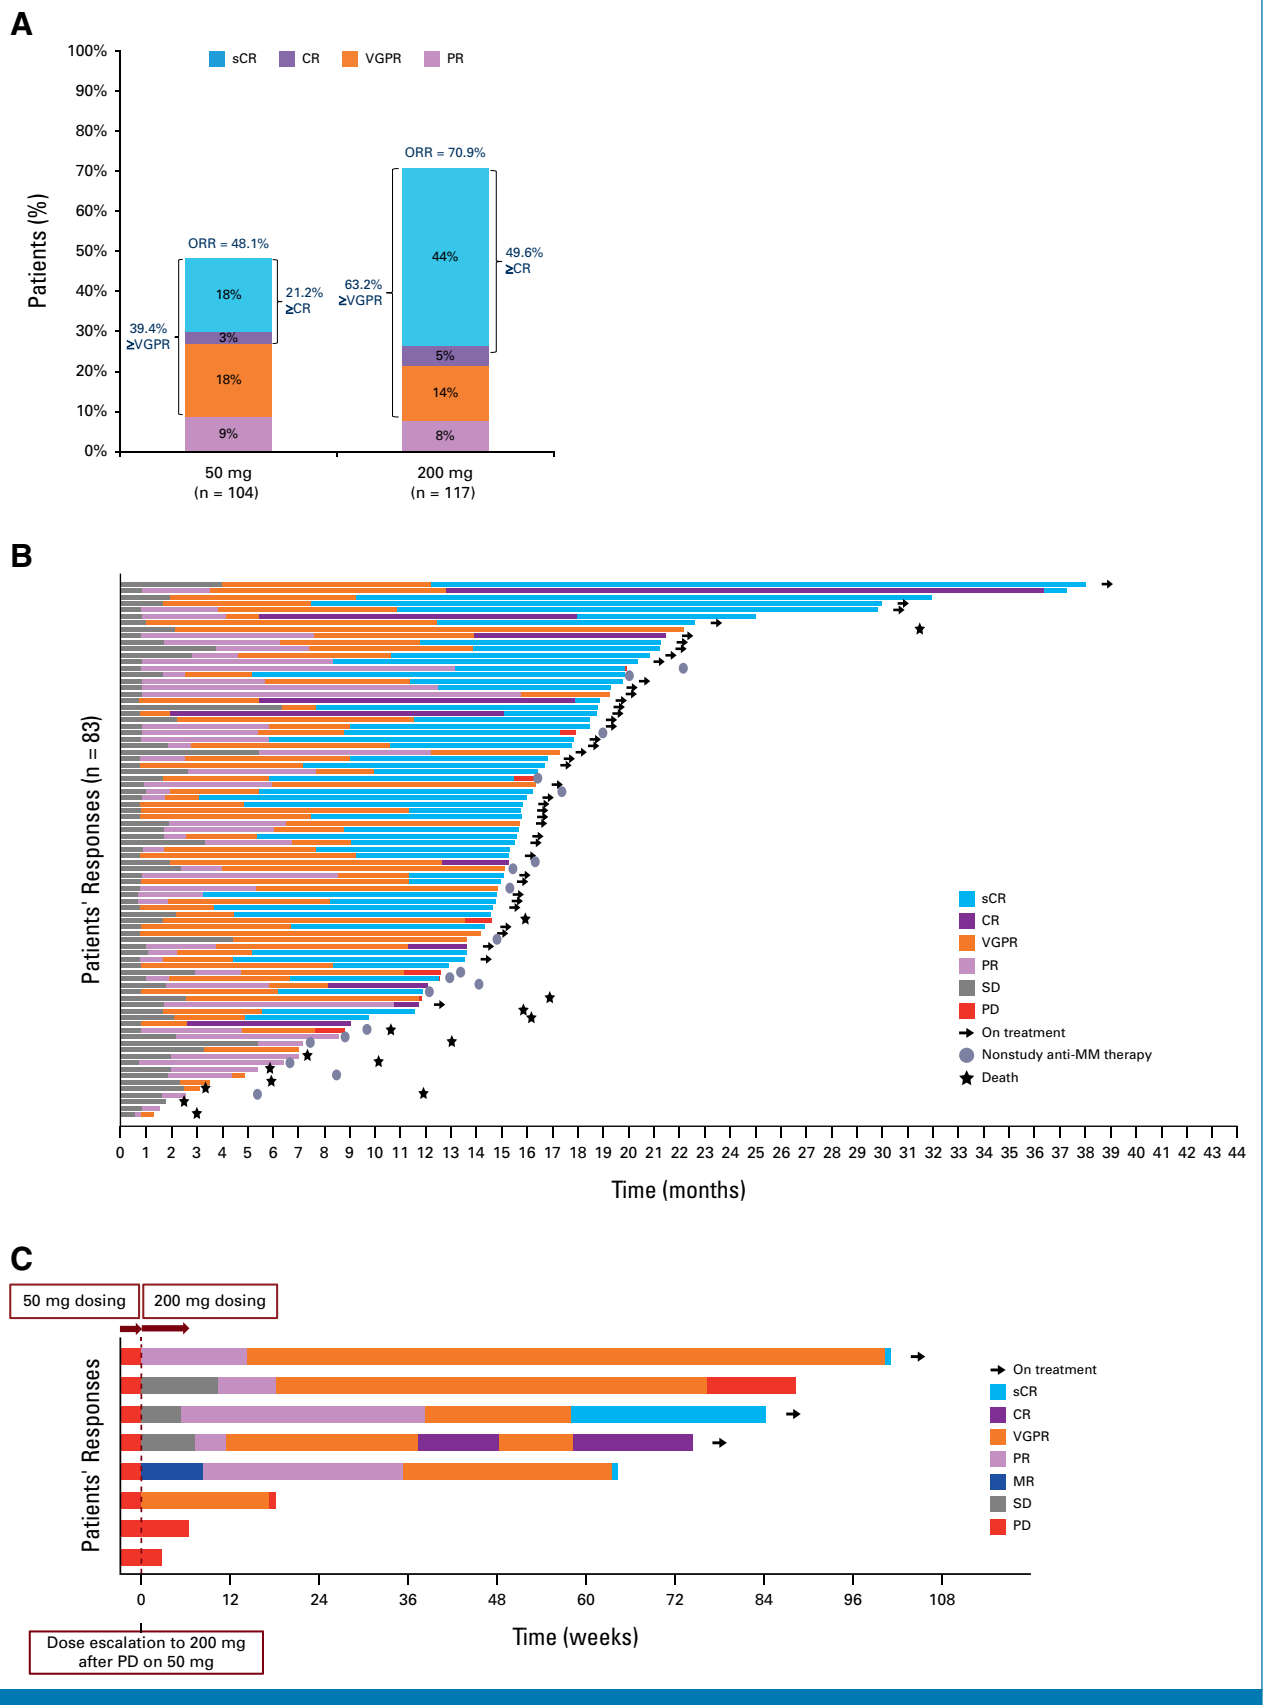 A
100%
90%
80%
70%
60%
50%
40%
30%
20%
10%
0%
Patients (%)
sCR CR VGPR PR
ORR = 48.1%
18%
3%
18%
9%
39.4%
≥VGPR
21.2%
≥CR
ORR = 70.9%
44%
5%
14%
8%
63.2%
≥VGPR
49.6%
≥CR
50 mg
(n = 104)
200 mg
(n = 117)
B
Patients' Responses (n = 83)
sCR
CR
VGPR
PR
SD
PD
On treatment
Nonstudy anti-MM therapy
Death
0 1 2 3 4 5 6 7 8 9 10 11 12 13 14 15 16 17 18 19 20 21 22 23 24 25 26 27 28 29 30 31 32 33 34 35 36 37 38 39 40 41 42 43 44
Time (months)
C
50 mg dosing
200 mg dosing
Patients' Responses
On treatment
sCR
CR
VGPR
PR
MR
SD
PD
0 12 24 36 48 60 72 84 96 108
Time (weeks)
Dose escalation to 200 mg
after PD on 50 mg